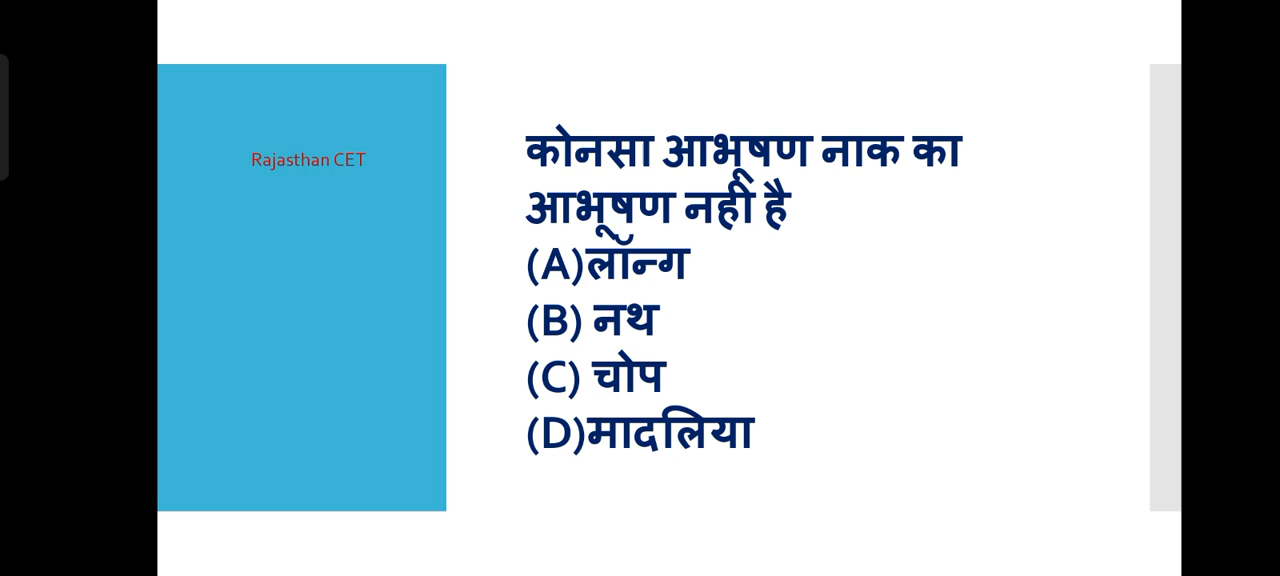 Rajasthan CET
कोनसा आभूषण नाक का
आभूषण नही है
(A)लॉन्ग
(B) नथ
(C) चोप
(D)मादलिया